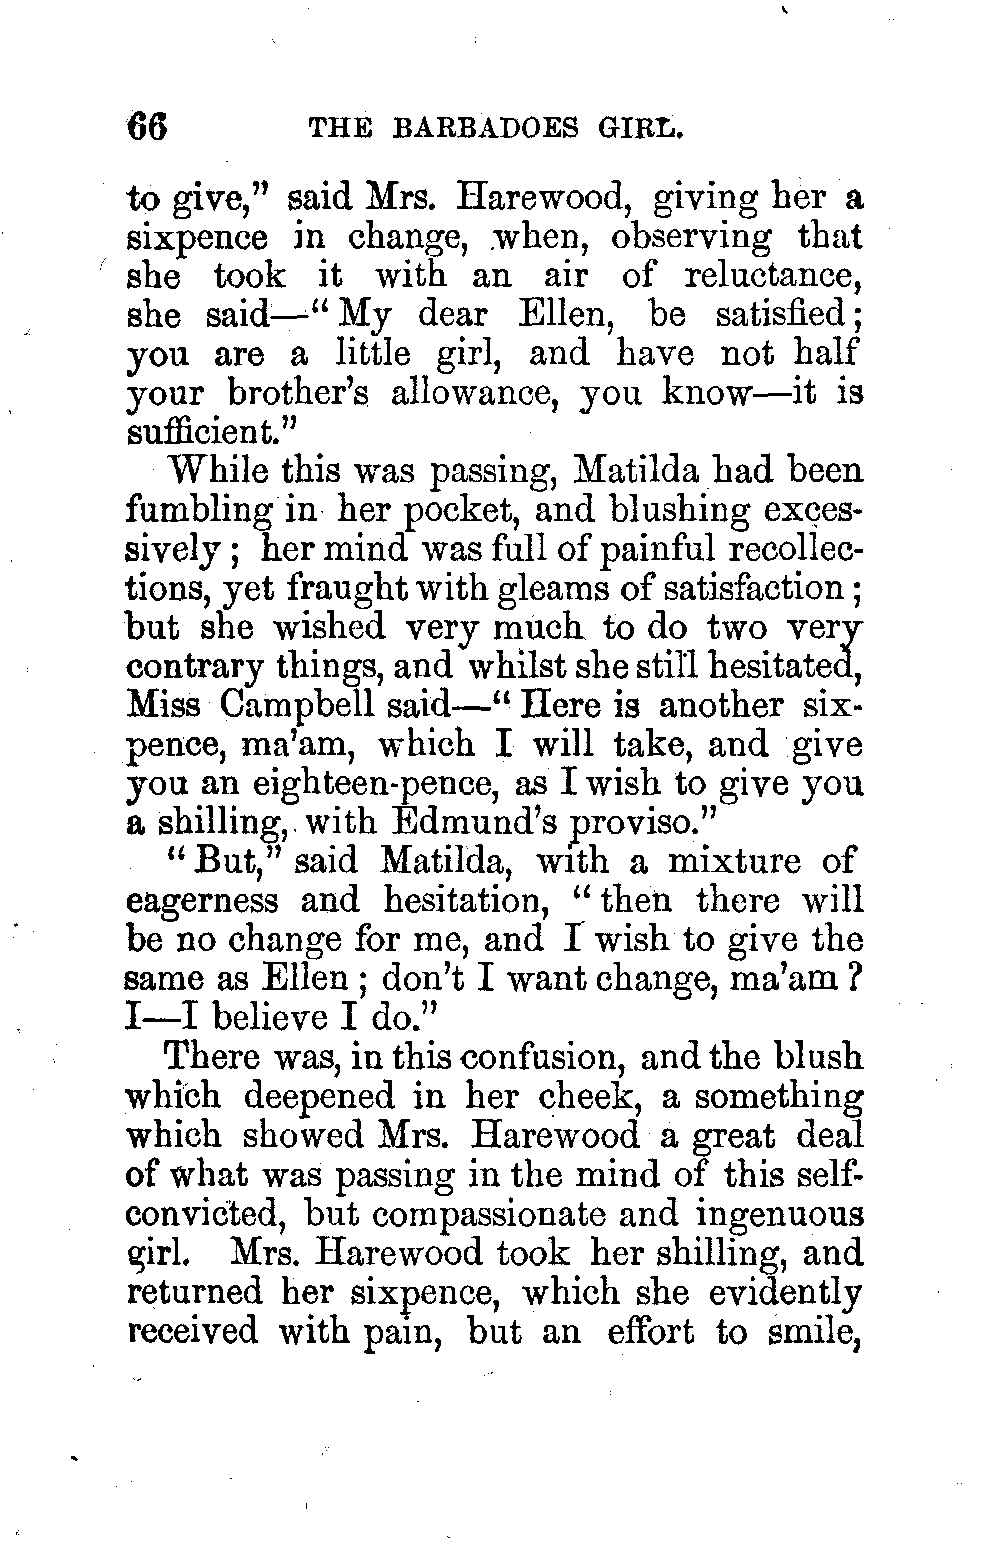 66 THE BARBADOES GIRL.
to give,” said Mrs. Harewood, giving her a
sixpence in change, when, observing that
she took it with an air of reluctance,
she said—“My dear Ellen, be satisfied;
you are a little girl, and have not half
your brother’s allowance, you know—it is
sufficient.”
While this was passing, Matilda had been
fumbling in her pocket, and blushing exces-
sively; her mind was full of painful recollec-
tions, yet fraught with gleams of satisfaction;
but she wished very much to do two very
contrary things, and whilst she still hesitated,
Miss Campbell said—“Here is another six-
pence, ma’am, which I will take, and give
you an eighteen-pence, as I wish to give you
a shilling, with Edmund’s proviso.”
“But,” said Matilda, with a mixture of
eagerness and hesitation, “then there will
be no change for me, and I wish to give the
same as Ellen; don’t I want change, ma’am?
I—I believe I do.”
There was, in this confusion, and the blush
which deepened in her cheek, a something
which showed Mrs. Harewood a great deal
of what was passing in the mind of this self-
convicted, but compassionate and ingenuous
girl. Mrs. Harewood took her shilling, and
returned her sixpence, which she evidently
received with pain, but an effort to smile,